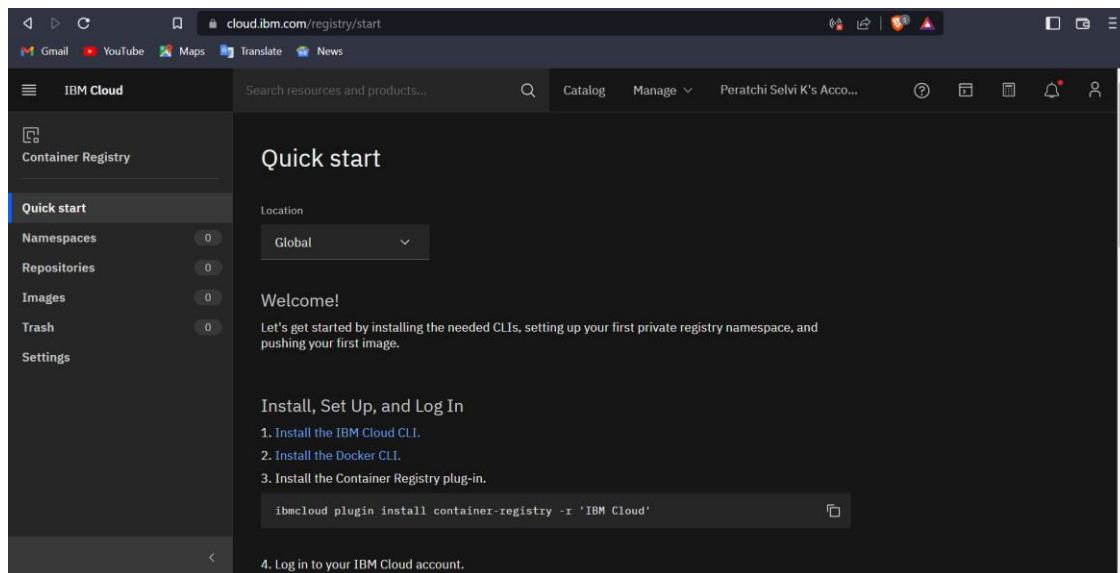 cloud.ibm.com/registry/start
Gmail YouTube Maps Translate News
IBM Cloud
Search resources and products...
Catalog
Manage
Peratchi Selvi K's Acco...
Container Registry
Quick start
Namespaces 0
Repositories 0
Images 0
Trash 0
Settings
Quick start
Location
Global
Welcome!
Let's get started by installing the needed CLIs, setting up your first private registry namespace, and
pushing your first image.
Install, Set Up, and Log In
1. Install the IBM Cloud CLI.
2. Install the Docker CLI.
3. Install the Container Registry plug-in.
ibmcloud plugin install container-registry -r 'IBM Cloud'
4. Log in to your IBM Cloud account.